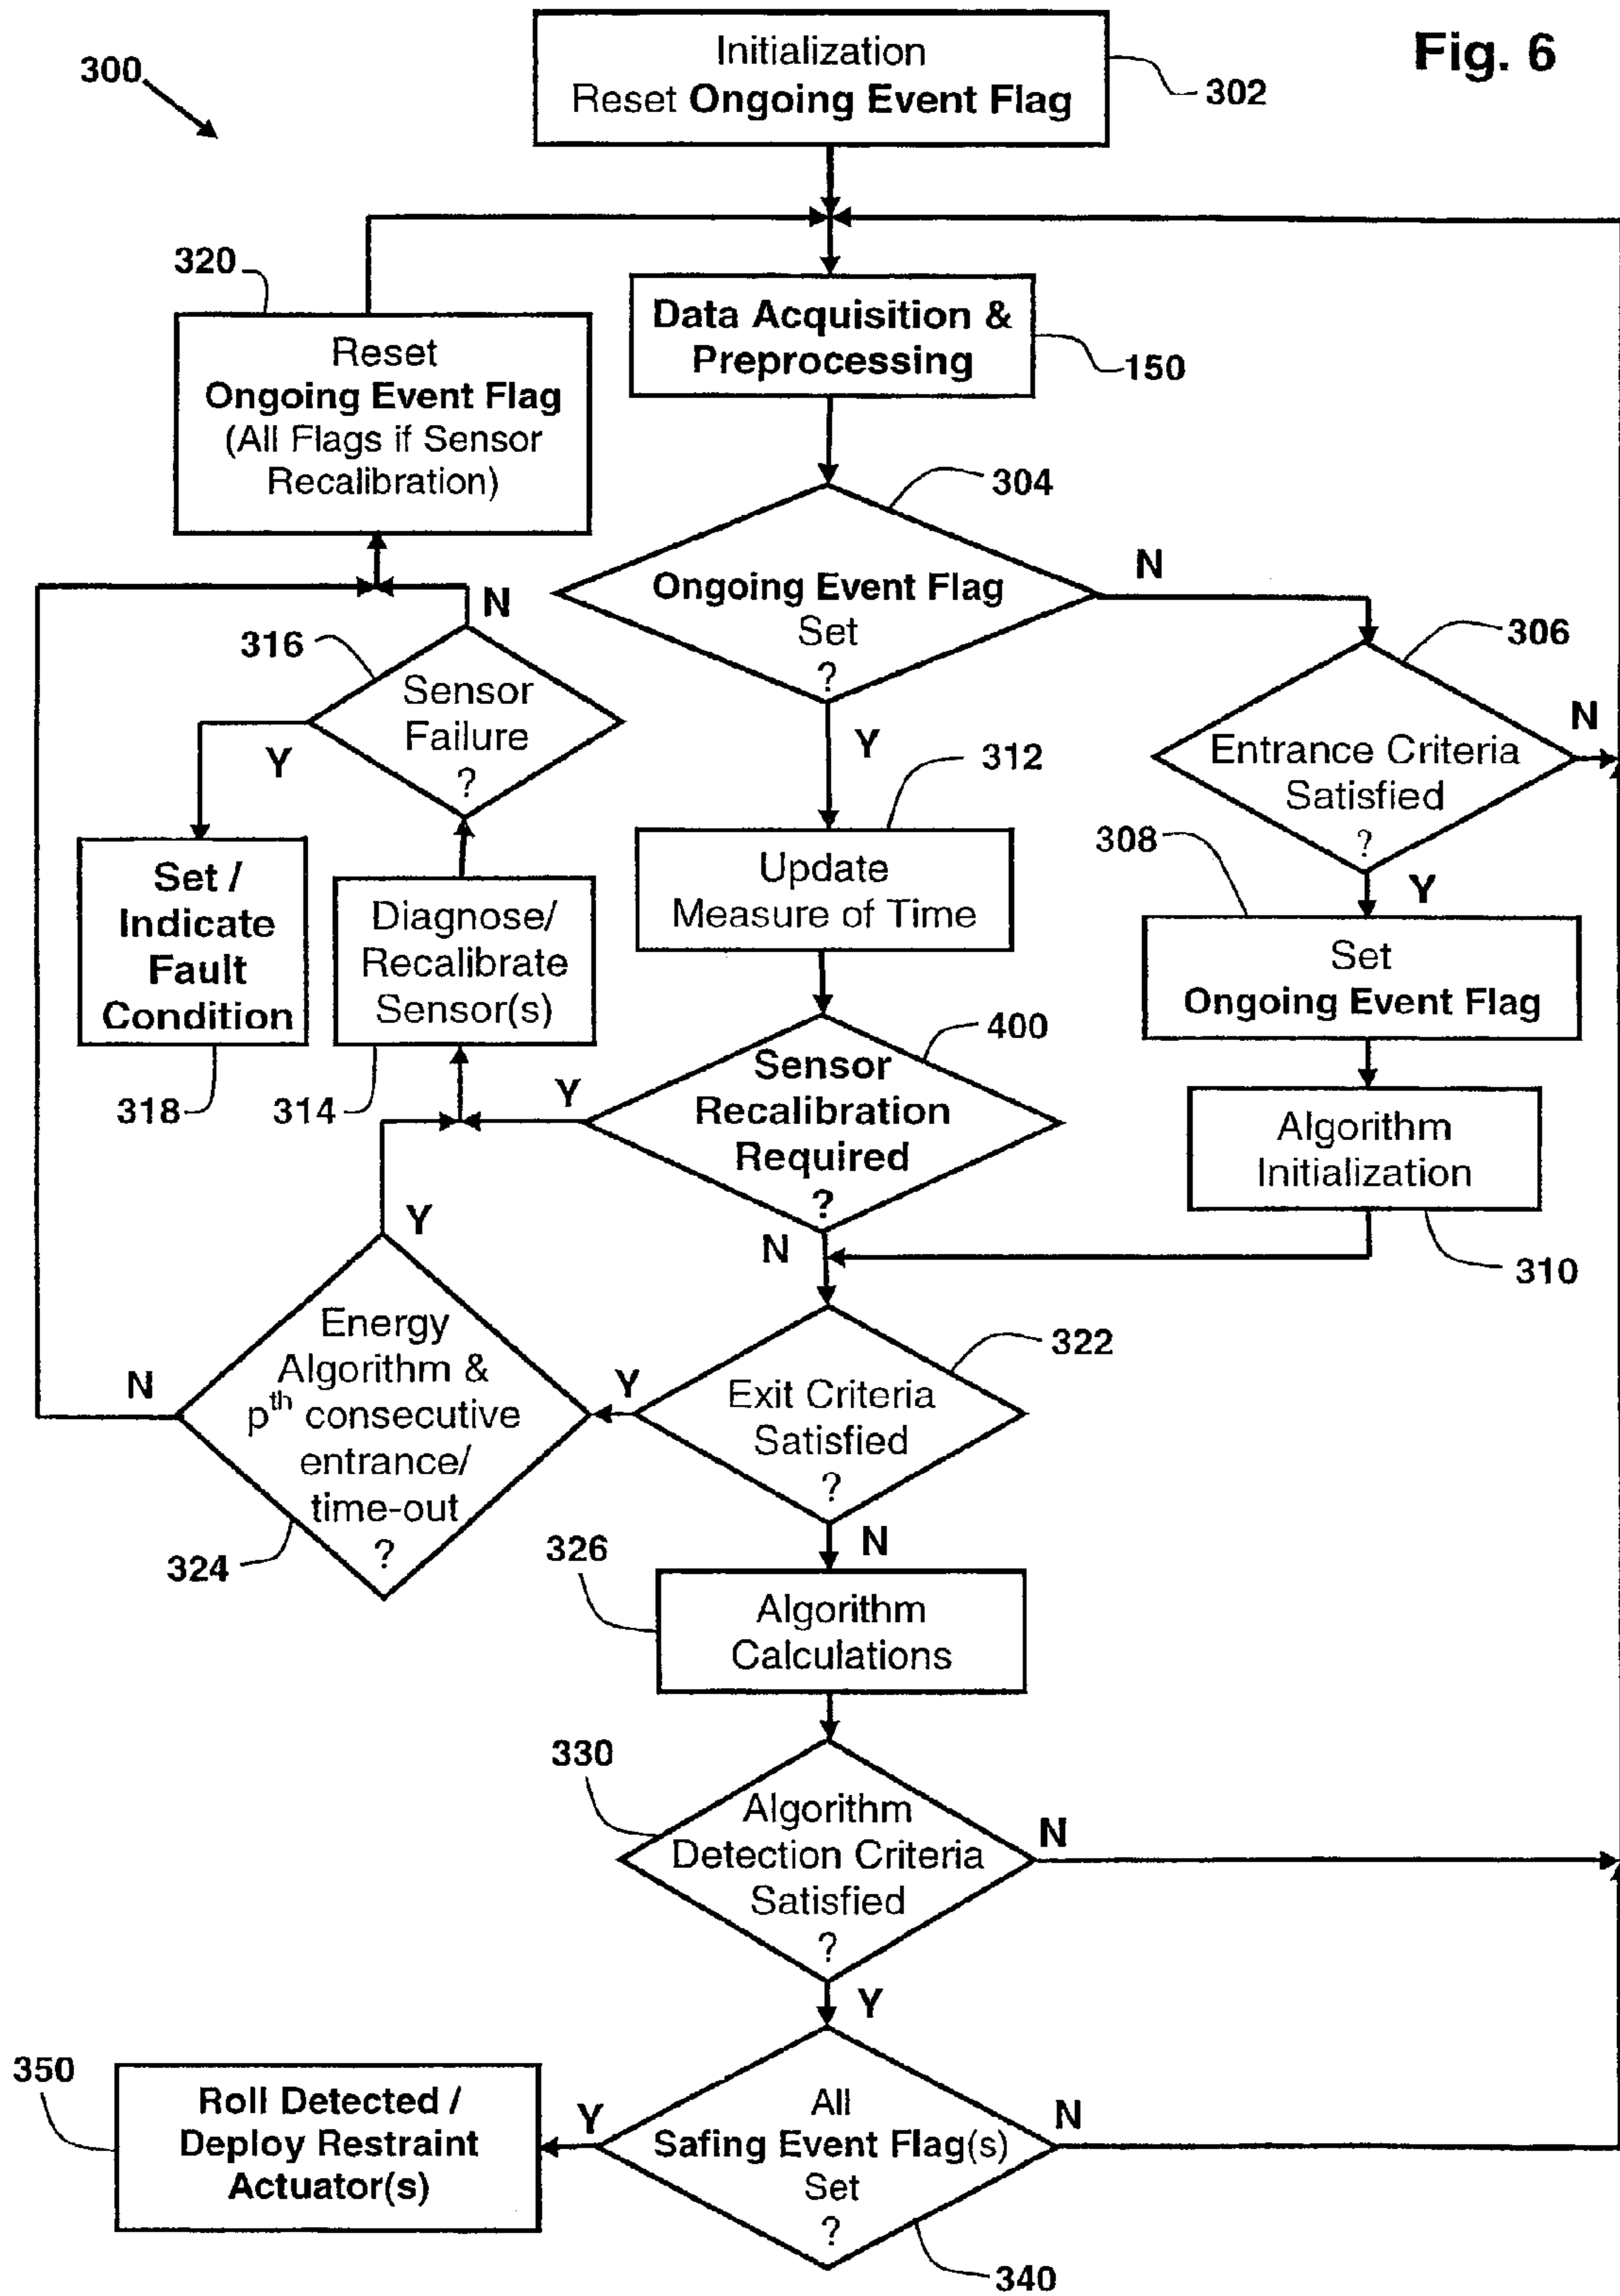 Fig. 6
300
Initialization
Reset Ongoing Event Flag
302
320
Reset
Ongoing Event Flag
(All Flags if Sensor
Recalibration)
Data Acquisition &
Preprocessing
150
304
Ongoing Event Flag
Set
?
N
Y
306
Entrance Criteria
Satisfied
?
N
Y
316
Sensor
Failure
?
N
Y
312
Update
Measure of Time
308
Set
Ongoing Event Flag
Set /
Indicate
Fault
Condition
318
Diagnose/
Recalibrate
Sensor(s)
314
400
Sensor
Recalibration
Required
?
Y
N
Algorithm
Initialization
310
Energy
Algorithm &
pth consecutive
entrance/
time-out
?
Y
N
324
322
Exit Criteria
Satisfied
?
Y
N
326
Algorithm
Calculations
330
Algorithm
Detection Criteria
Satisfied
?
N
Y
350
Roll Detected /
Deploy Restraint
Actuator(s)
All
Safing Event Flag(s)
Set
?
Y
N
340